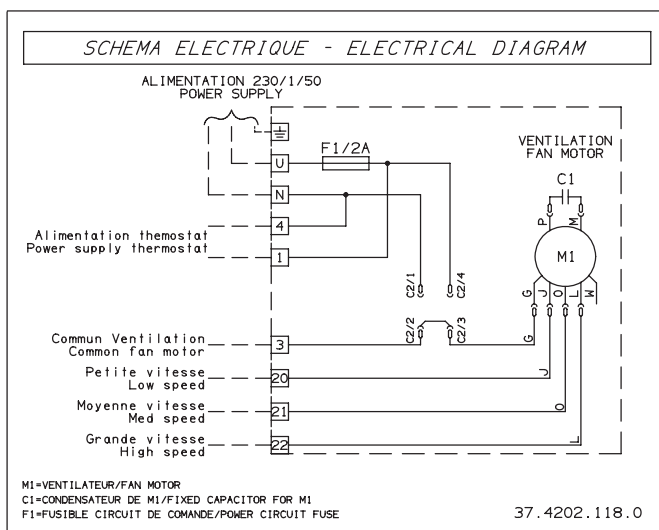 SCHEMA ELECTRIQUE - ELECTRICAL DIAGRAM
ALIMENTATION 230/1/50
POWER SUPPLY
VENTILATION
FAN MOTOR
F1/2A
C1
U
N
P
M
4
Alimentation themostat
Power supply thermostat
1
M1
C2/1
C2/4
G
J
O
L
W
C2/2
C2/3
Commun Ventilation
Common fan motor
3
G
Petite vitesse
Low speed
20
J
Moyenne vitesse
Med speed
21
O
Grande vitesse
High speed
22
L
M1=VENTILATEUR/FAN MOTOR
C1=CONDENSATEUR DE M1/FIXED CAPACITOR FOR M1
F1=FUSIBLE CIRCUIT DE COMANDE/POWER CIRCUIT FUSE
37.4202.118.0